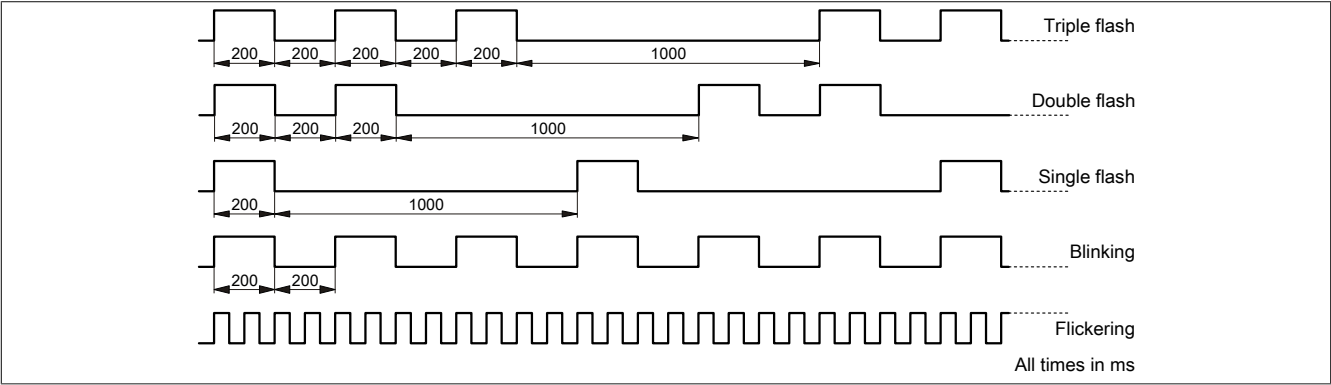 Triple flash
200 200 200 200 200 1000
Double flash
200 200 200 1000
Single flash
200 1000
Blinking
200 200
Flickering
All times in ms